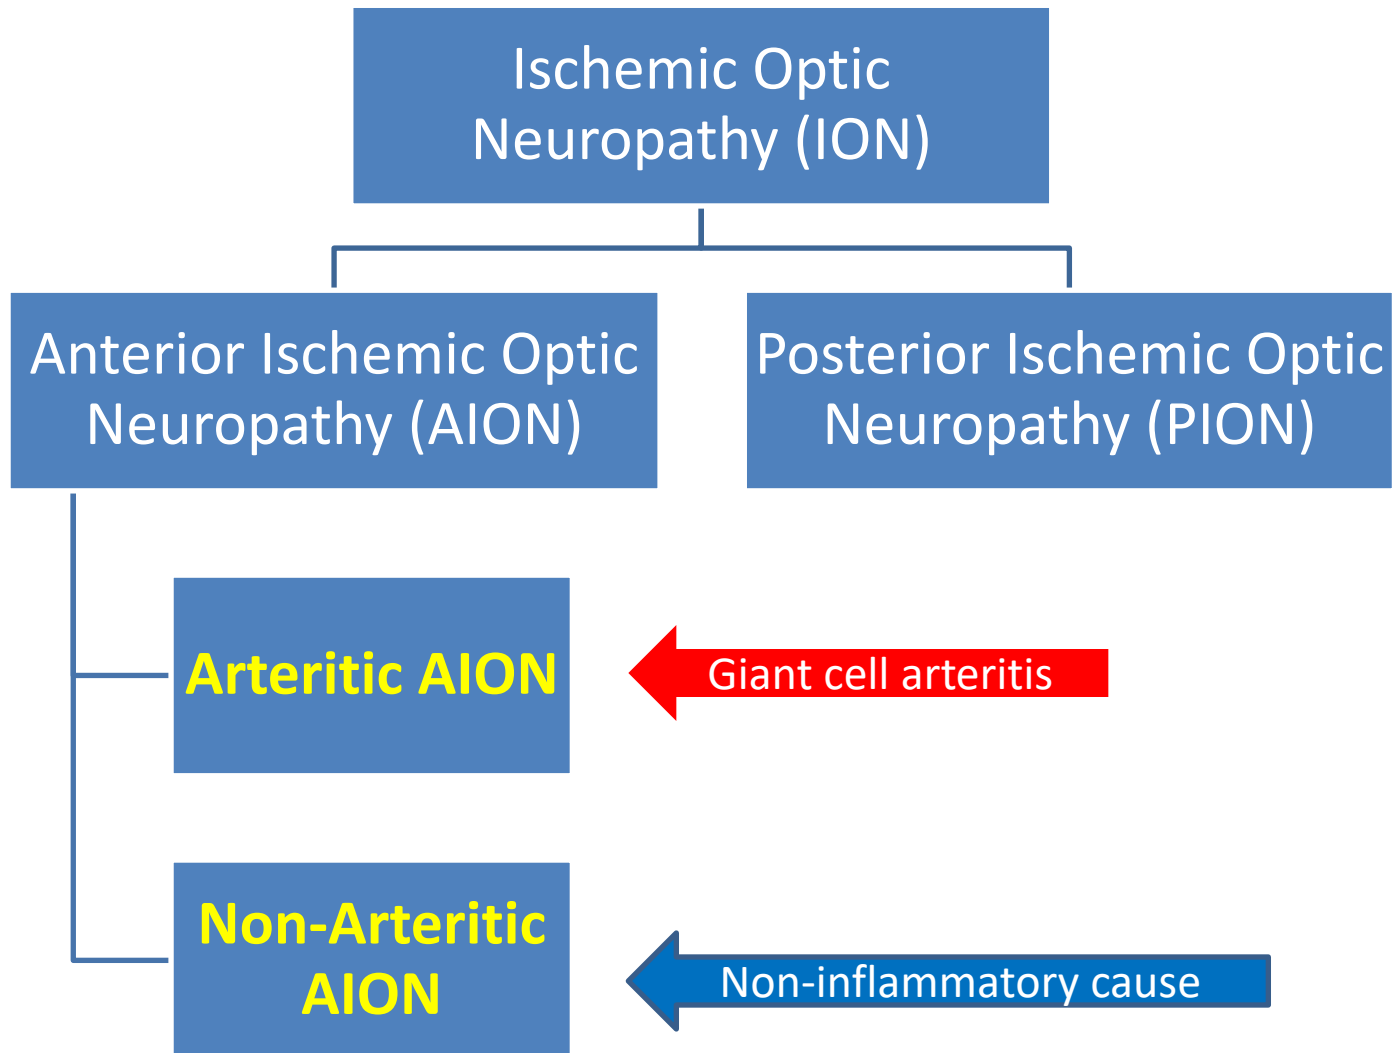 Ischemic Optic
Neuropathy (ION)
Anterior Ischemic Optic
Neuropathy (AION)
Posterior Ischemic Optic
Neuropathy (PION)
Arteritic AION
Giant cell arteritis
Non-Arteritic
AION
Non-inflammatory cause